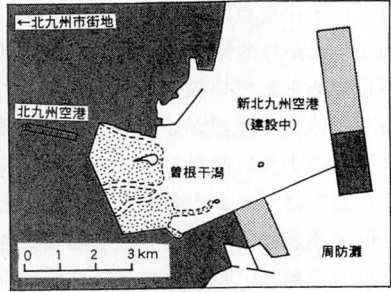 ←北九州市街地
北九州空港
新北九州空港
(建設中)
曽根干潟
周防灘
0 1 2 3 km